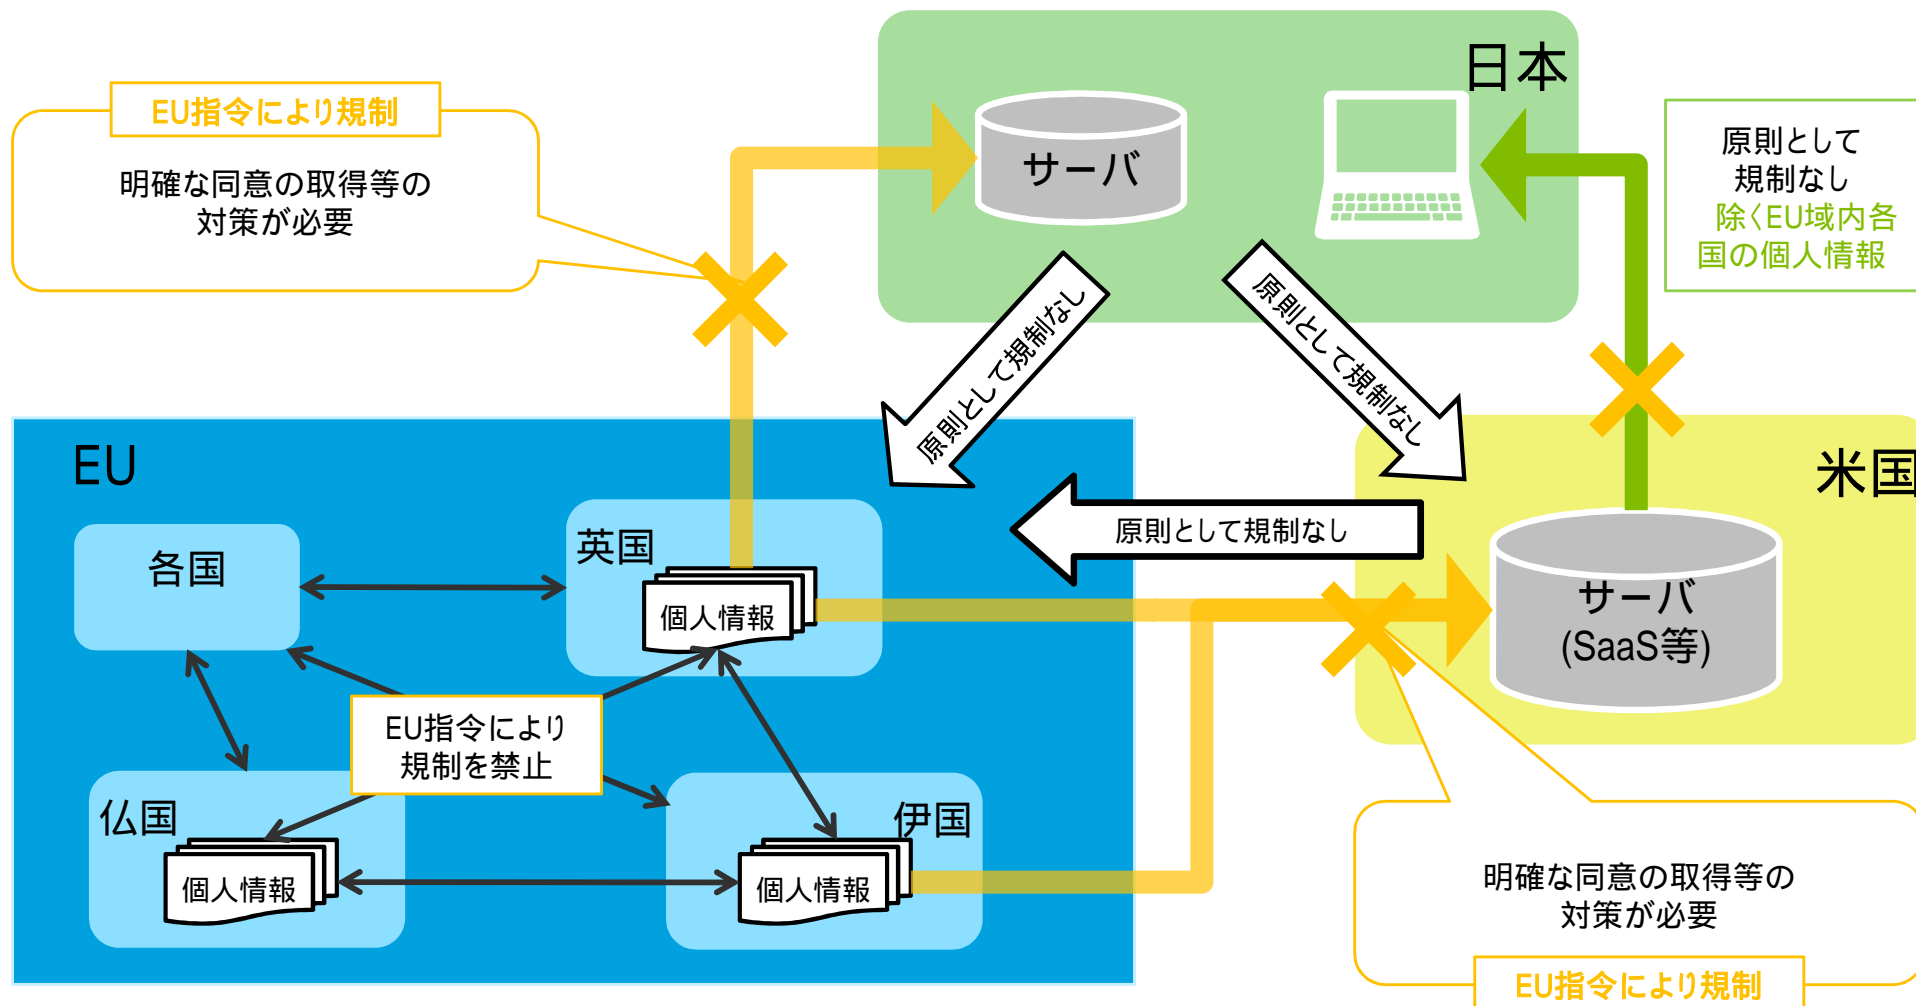 日本
EU指令により規制
明確な同意の取得等の
対策が必要
サーバ
原則として
規制なし
除くEU域内各
国の個人情報
原則として規制なし
原則として規制なし
EU
米国
原則として規制なし
各国
英国
個人情報
サーバ
(SaaS等)
EU指令により
規制を禁止
仏国
個人情報
伊国
個人情報
明確な同意の取得等の
対策が必要
EU指令により規制